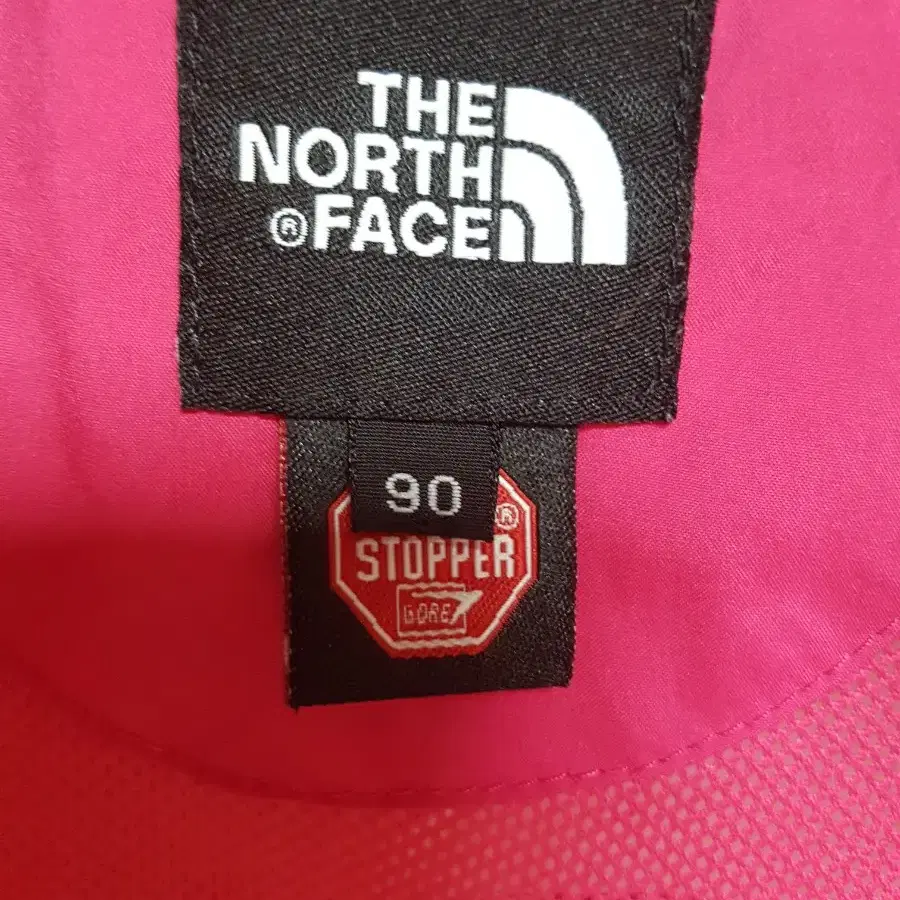 THE
NORTH
®FACE
90
®
STOPPER
GORE